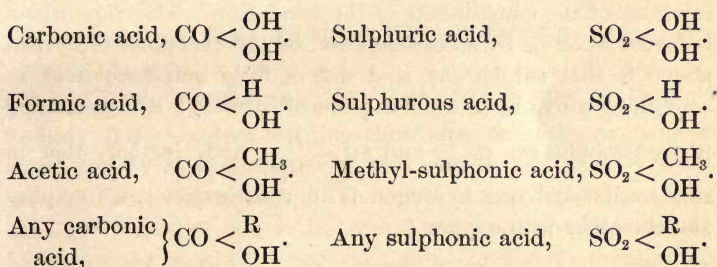 Carbonic acid, CO < OH OH. Sulphuric acid, SO₂ < OH OH.
Formic acid, CO < H OH. Sulphurous acid, SO₂ < H OH.
Acetic acid, CO < CH₃ OH. Methyl-sulphonic acid, SO₂ < CH₃ OH.
Any carbonic acid, } CO < R OH. Any sulphonic acid, SO₂ < R OH.